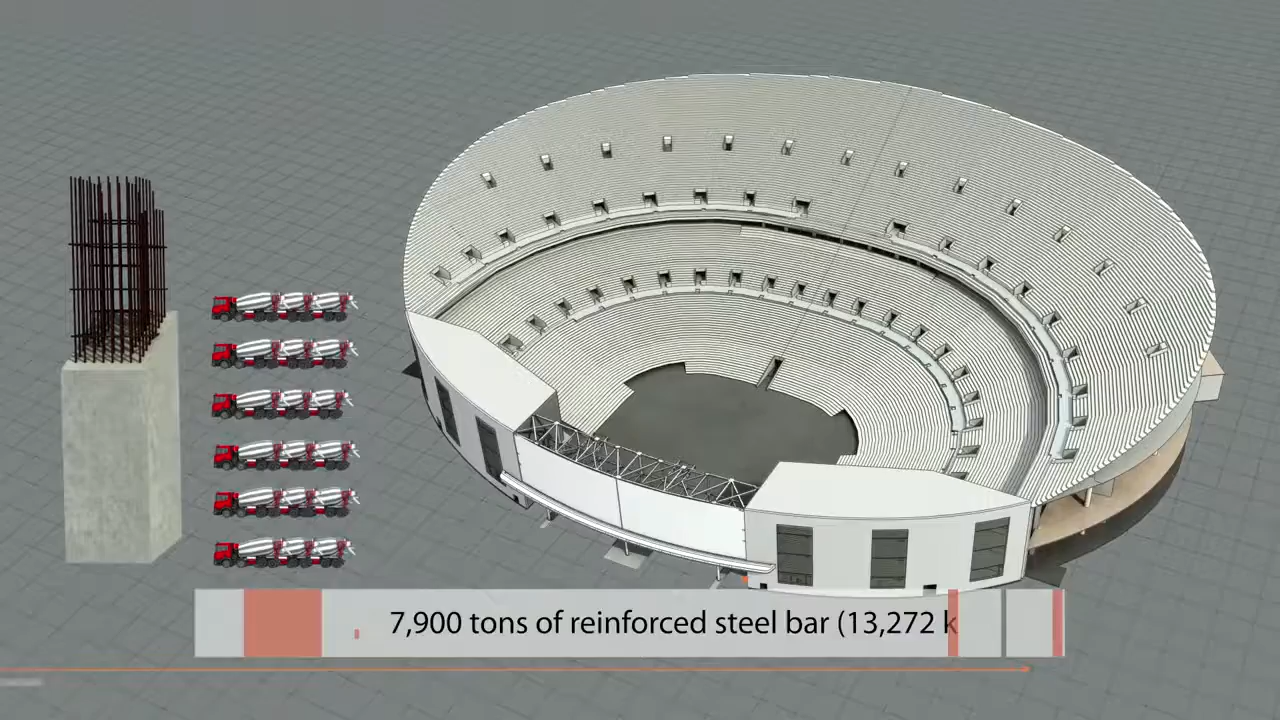 7,900 tons of reinforced steel bar (13,272 k